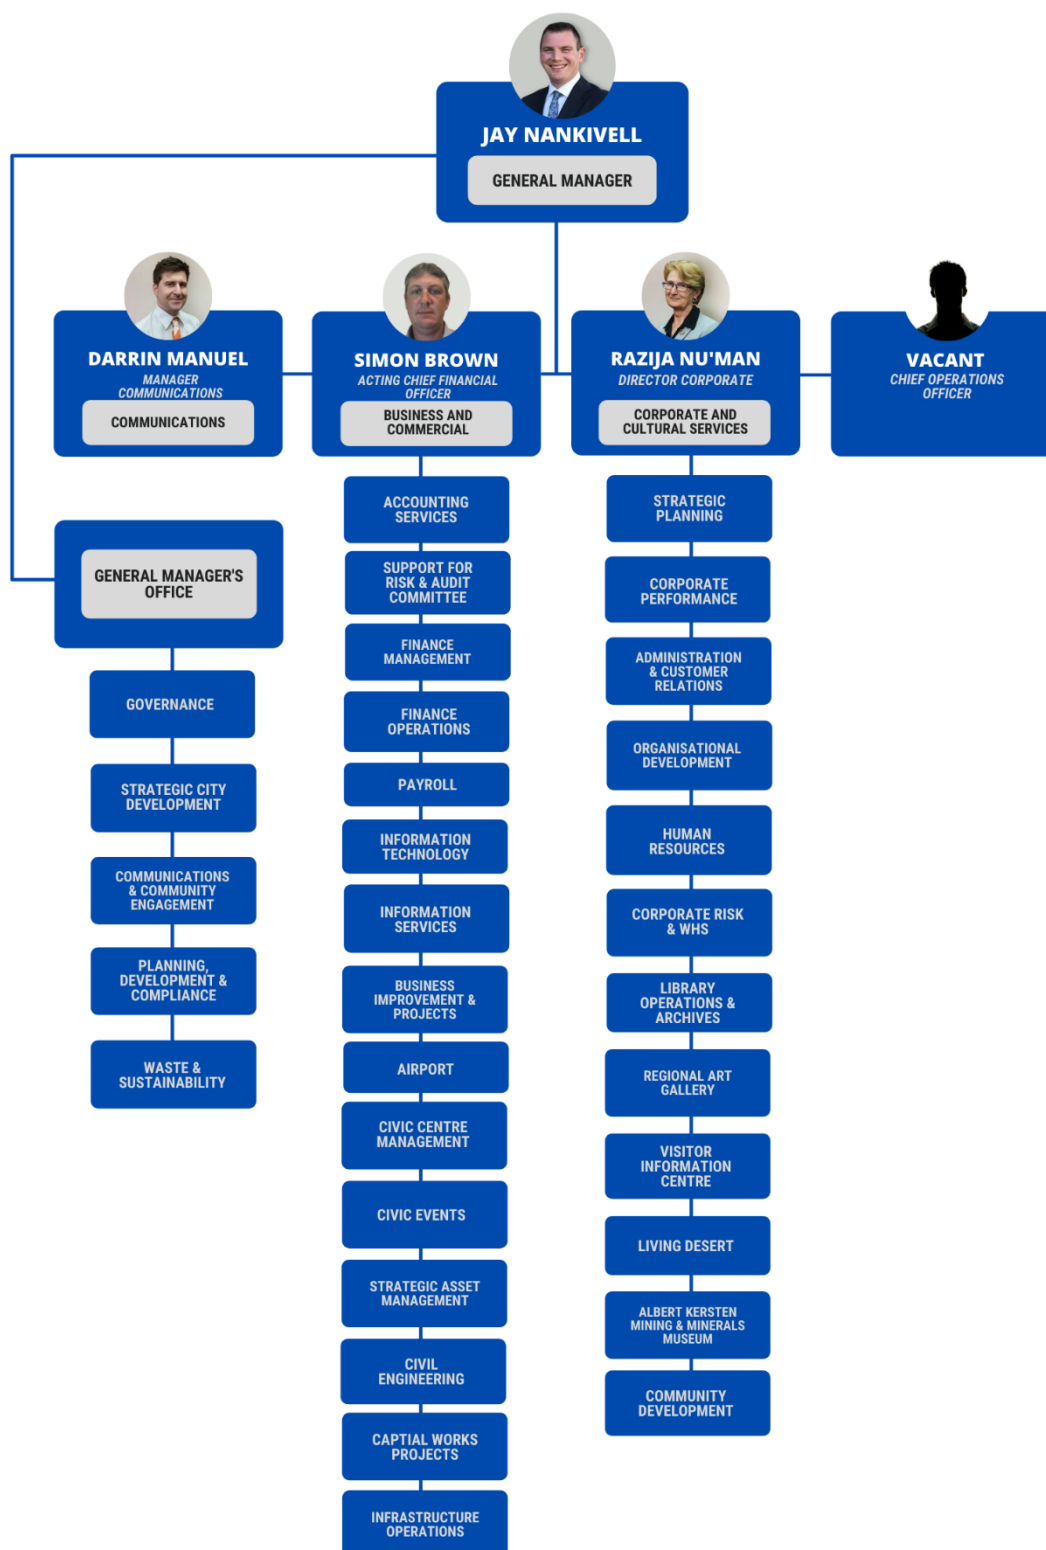 JAY NANKIVELL
GENERAL MANAGER
DARRIN MANUEL
MANAGER
COMMUNICATIONS
COMMUNICATIONS
SIMON BROWN
ACTING CHIEF FINANCIAL
OFFICER
BUSINESS AND
COMMERCIAL
RAZIJA NU'MAN
DIRECTOR CORPORATE
CORPORATE AND
CULTURAL SERVICES
VACANT
CHIEF OPERATIONS
OFFICER
GENERAL MANAGER'S
OFFICE
GOVERNANCE
STRATEGIC CITY
DEVELOPMENT
COMMUNICATIONS
& COMMUNITY
ENGAGEMENT
PLANNING,
DEVELOPMENT &
COMPLIANCE
WASTE &
SUSTAINABILITY
ACCOUNTING
SERVICES
SUPPORT FOR
RISK & AUDIT
COMMITTEE
FINANCE
MANAGEMENT
FINANCE
OPERATIONS
PAYROLL
INFORMATION
TECHNOLOGY
INFORMATION
SERVICES
BUSINESS
IMPROVEMENT &
PROJECTS
AIRPORT
CIVIC CENTRE
MANAGEMENT
CIVIC EVENTS
STRATEGIC ASSET
MANAGEMENT
CIVIL
ENGINEERING
CAPTIAL WORKS
PROJECTS
INFRASTRUCTURE
OPERATIONS
STRATEGIC
PLANNING
CORPORATE
PERFORMANCE
ADMINISTRATION
& CUSTOMER
RELATIONS
ORGANISATIONAL
DEVELOPMENT
HUMAN
RESOURCES
CORPORATE RISK
& WHS
LIBRARY
OPERATIONS &
ARCHIVES
REGIONAL ART
GALLERY
VISITOR
INFORMATION
CENTRE
LIVING DESERT
ALBERT KERSTEN
MINING & MINERALS
MUSEUM
COMMUNITY
DEVELOPMENT